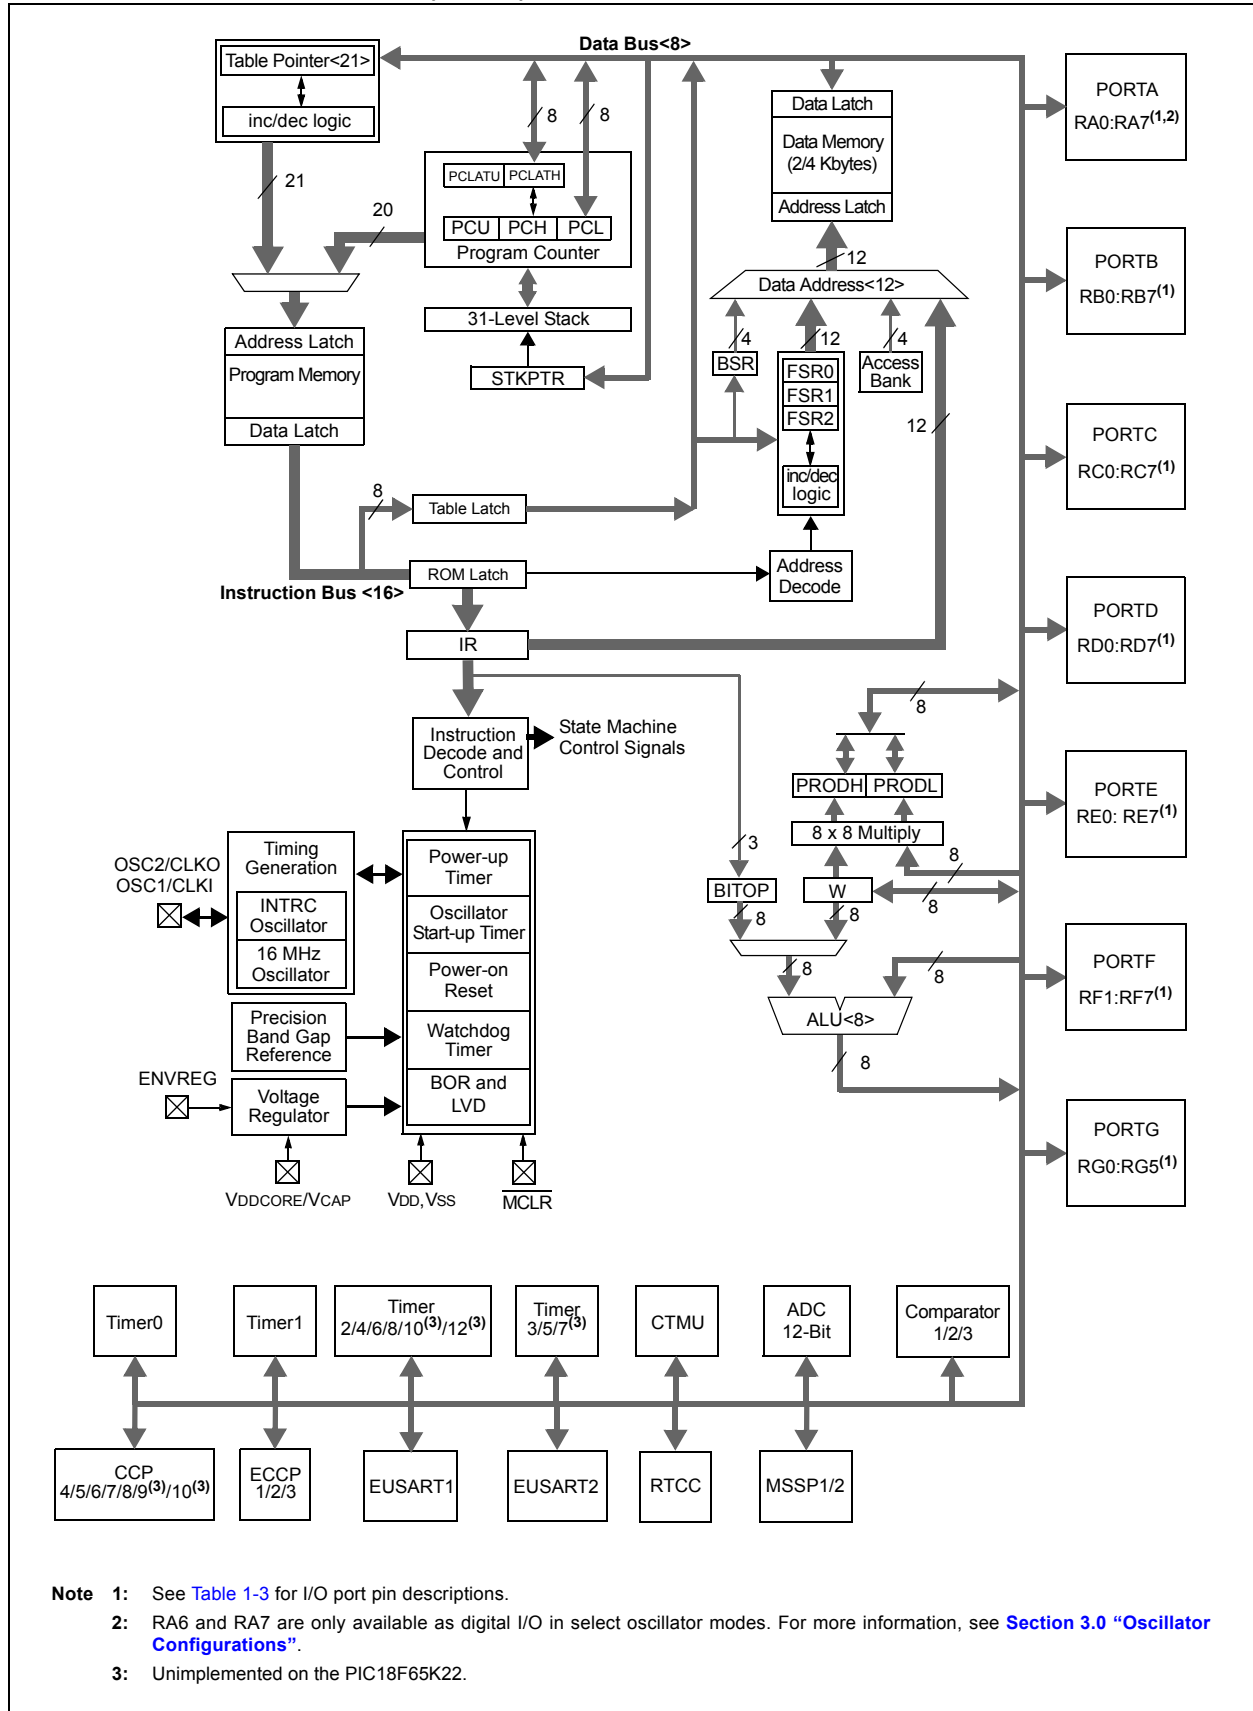 Data Bus<8>
Table Pointer<21>
inc/dec logic
21
20
8
8
PCLATU
PCLATH
PCU
PCH
PCL
Program Counter
31-Level Stack
STKPTR
Address Latch
Program Memory
Data Latch
8
Table Latch
ROM Latch
Instruction Bus <16>
IR
Data Latch
Data Memory
(2/4 Kbytes)
Address Latch
12
Data Address<12>
4
12
4
BSR
FSR0
FSR1
FSR2
Access
Bank
12
inc/dec
logic
Address
Decode
Instruction
Decode and
Control
State Machine
Control Signals
8
PRODH
PRODL
8 x 8 Multiply
3
8
BITOP
W
8
8
8
8
8
ALU<8>
8
OSC2/CLKO
OSC1/CLKI
Timing
Generation
INTRC
Oscillator
16 MHz
Oscillator
Power-up
Timer
Oscillator
Start-up Timer
Power-on
Reset
Watchdog
Timer
BOR and
LVD
Precision
Band Gap
Reference
ENVREG
Voltage
Regulator
VDDCORE/VCAP
VDD, VSS
MCLR
PORTA
RA0:RA7(1,2)
PORTB
RB0:RB7(1)
PORTC
RC0:RC7(1)
PORTD
RD0:RD7(1)
PORTE
RE0: RE7(1)
PORTF
RF1:RF7(1)
PORTG
RG0:RG5(1)
Timer0
Timer1
Timer
2/4/6/8/10(3)/12(3)
Timer
3/5/7(3)
CTMU
ADC
12-Bit
Comparator
1/2/3
CCP
4/5/6/7/8/9(3)/10(3)
ECCP
1/2/3
EUSART1
EUSART2
RTCC
MSSP1/2
Note 1: See Table 1-3 for I/O port pin descriptions.
2: RA6 and RA7 are only available as digital I/O in select oscillator modes. For more information, see Section 3.0 “Oscillator
Configurations”.
3: Unimplemented on the PIC18F65K22.